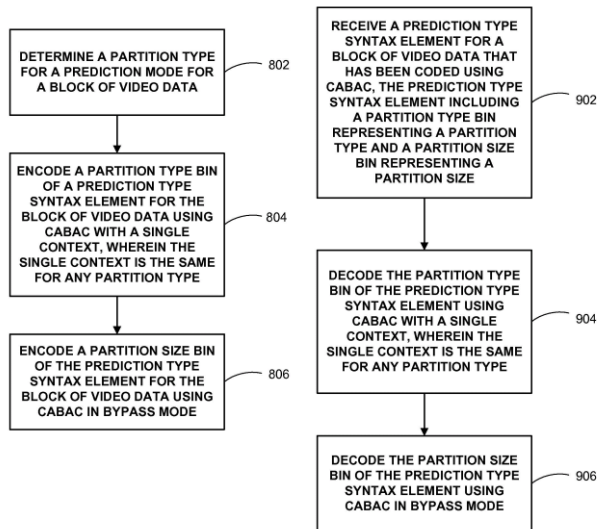 DETERMINE A PARTITION TYPE
FOR A PREDICTION MODE FOR
A BLOCK OF VIDEO DATA
802
ENCODE A PARTITION TYPE BIN
OF A PREDICTION TYPE
SYNTAX ELEMENT FOR THE
BLOCK OF VIDEO DATA USING
CABAC WITH A SINGLE
CONTEXT, WHEREIN THE
SINGLE CONTEXT IS THE SAME
FOR ANY PARTITION TYPE
804
ENCODE A PARTITION SIZE BIN
OF THE PREDICTION TYPE
SYNTAX ELEMENT FOR THE
BLOCK OF VIDEO DATA USING
CABAC IN BYPASS MODE
806
RECEIVE A PREDICTION TYPE
SYNTAX ELEMENT FOR A
BLOCK OF VIDEO DATA THAT
HAS BEEN CODED USING
CABAC, THE PREDICTION TYPE
SYNTAX ELEMENT INCLUDING
A PARTITION TYPE BIN
REPRESENTING A PARTITION
TYPE AND A PARTITION SIZE
BIN REPRESENTING A
PARTITION SIZE
902
DECODE THE PARTITION TYPE
BIN OF THE PREDICTION TYPE
SYNTAX ELEMENT USING
CABAC WITH A SINGLE
CONTEXT, WHEREIN THE
SINGLE CONTEXT IS THE SAME
FOR ANY PARTITION TYPE
904
DECODE THE PARTITION SIZE
BIN OF THE PREDICTION TYPE
SYNTAX ELEMENT USING
CABAC IN BYPASS MODE
906